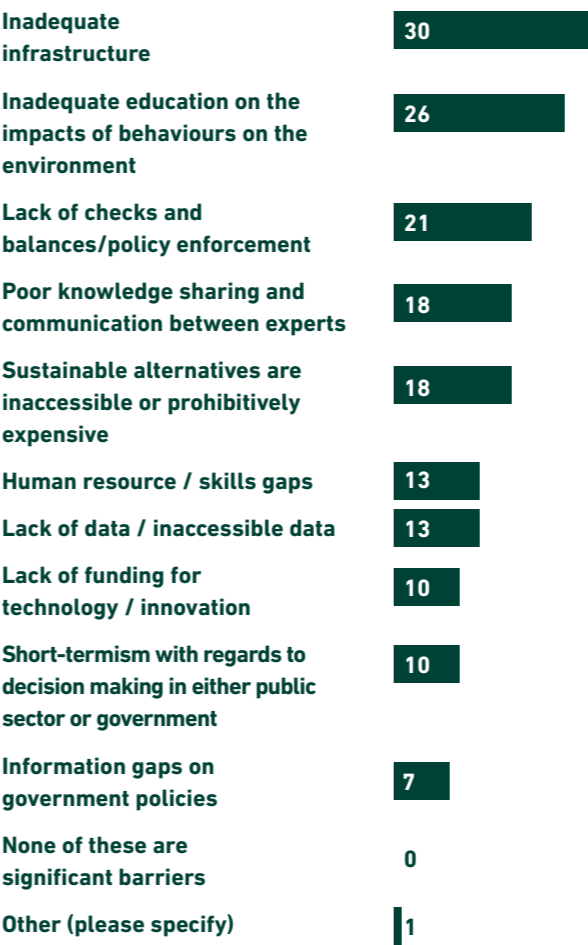 Inadequate
infrastructure
30
Inadequate education on the
impacts of behaviours on the
environment
26
Lack of checks and
balances/policy enforcement
21
Poor knowledge sharing and
communication between experts
18
Sustainable alternatives are
inaccessible or prohibitively
expensive
18
Human resource / skills gaps
13
Lack of data / inaccessible data
13
Lack of funding for
technology / innovation
10
Short-termism with regards to
decision making in either public
sector or government
10
Information gaps on
government policies
7
None of these are
significant barriers
0
Other (please specify)
1